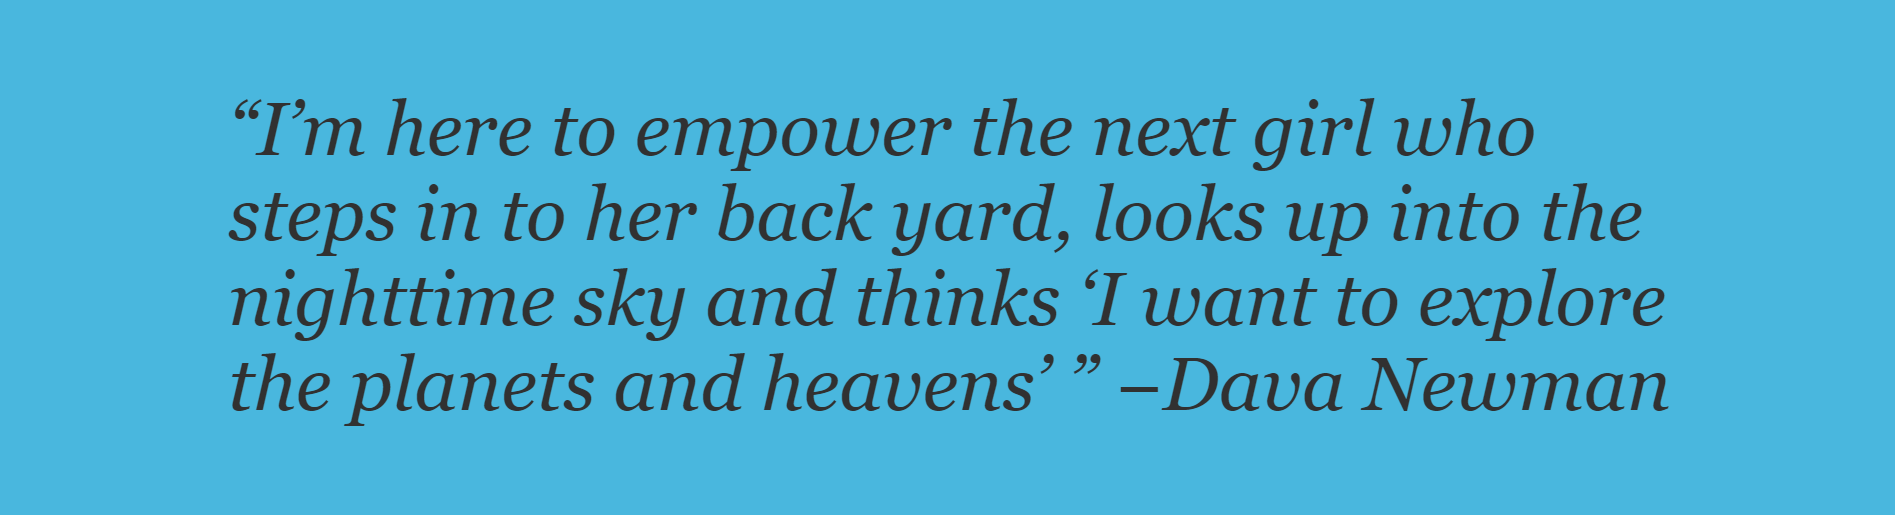 “I’m here to empower the next girl who
steps in to her back yard, looks up into the
nighttime sky and thinks ‘I want to explore
the planets and heavens’ ” –Dava Newman